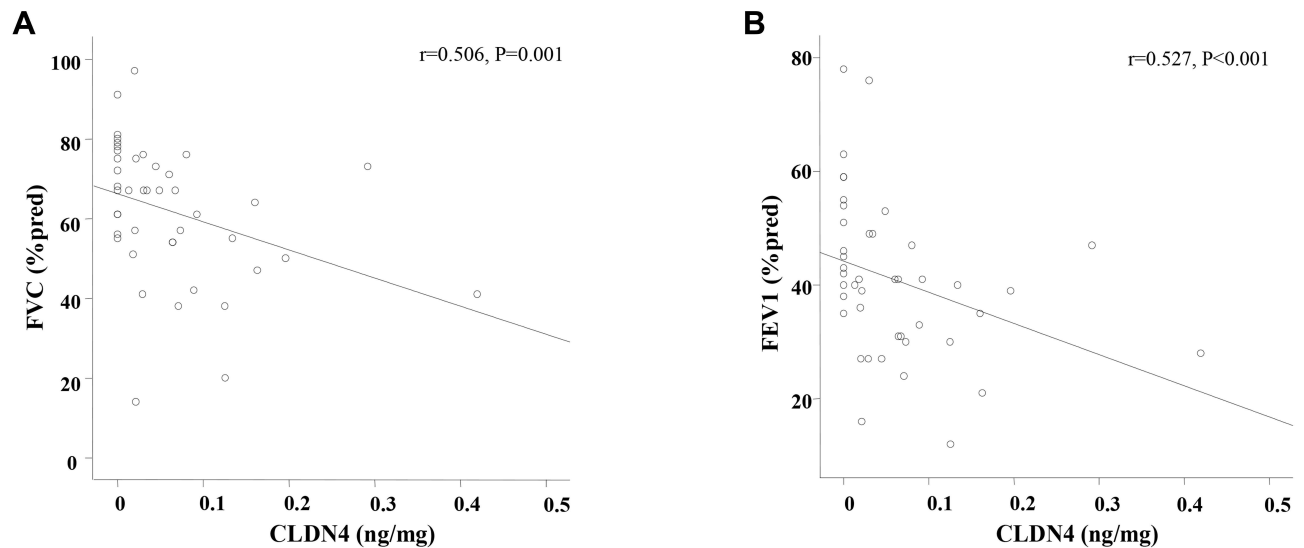 A
r=0.506, P=0.001
100
80
60
40
20
0
FVC (%pred)
0 0.1 0.2 0.3 0.4 0.5
CLDN4 (ng/mg)
B
r=0.527, P<0.001
80
60
40
20
FEV1 (%pred)
0 0.1 0.2 0.3 0.4 0.5
CLDN4 (ng/mg)